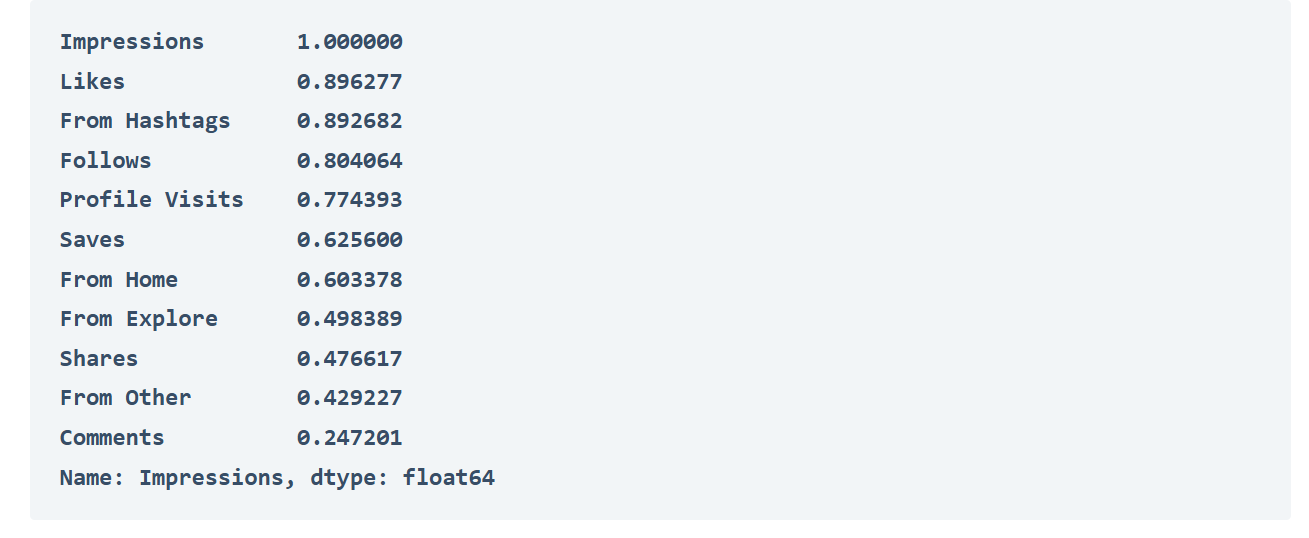 Impressions       1.000000
Likes             0.896277
From Hashtags     0.892682
Follows           0.804064
Profile Visits    0.774393
Saves             0.625600
From Home         0.603378
From Explore      0.498389
Shares            0.476617
From Other        0.429227
Comments          0.247201
Name: Impressions, dtype: float64